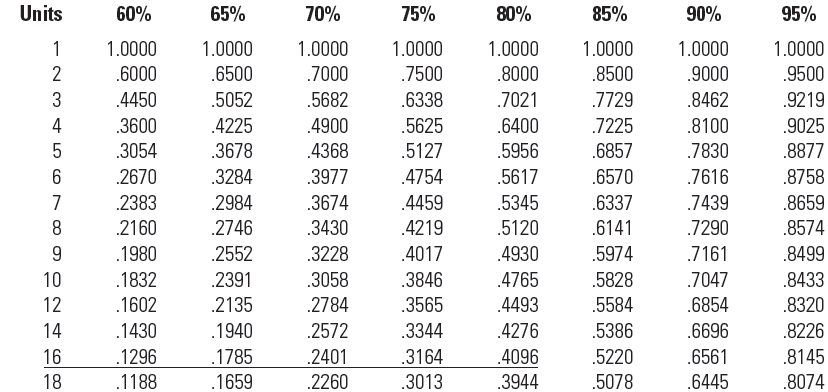 Units 60% 65% 70% 75% 80% 85% 90% 95%
1 1.0000 1.0000 1.0000 1.0000 1.0000 1.0000 1.0000 1.0000
2 .6000 .6500 .7000 .7500 .8000 .8500 .9000 .9500
3 .4450 .5052 .5682 .6338 .7021 .7729 .8462 .9219
4 .3600 .4225 .4900 .5625 .6400 .7225 .8100 .9025
5 .3054 .3678 .4368 .5127 .5956 .6857 .7830 .8877
6 .2670 .3284 .3977 .4754 .5617 .6570 .7616 .8758
7 .2383 .2984 .3674 .4459 .5345 .6337 .7439 .8659
8 .2160 .2746 .3430 .4219 .5120 .6141 .7290 .8574
9 .1980 .2552 .3228 .4017 .4930 .5974 .7161 .8499
10 .1832 .2391 .3058 .3846 .4765 .5828 .7047 .8433
12 .1602 .2135 .2784 .3565 .4493 .5584 .6854 .8320
14 .1430 .1940 .2572 .3344 .4276 .5386 .6696 .8226
16 .1296 .1785 .2401 .3164 .4096 .5220 .6561 .8145
18 .1188 .1659 .2260 .3013 .3944 .5078 .6445 .8074